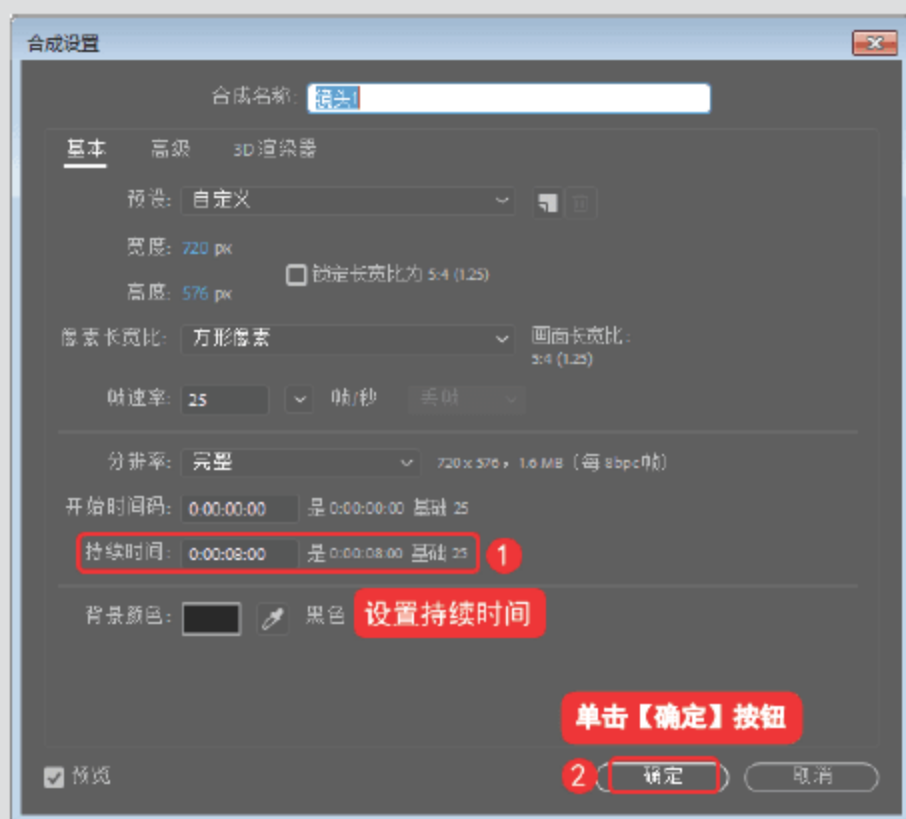 合成设置
合成名称: 镜头1
基本 高级 3D 渲染器
预设: 自定义
宽度: 720 px
锁定长宽比为 5:4 (1.25)
高度: 576 px
像素长宽比: 方形像素
画面长宽比:
5:4 (1.25)
帧速率: 25 帧/秒 丢帧
分辨率: 完整 720 x 576，1.6 MB（每 8bpc帧）
开始时间码: 0:00:00:00 是 0:00:00:00 基础 25
持续时间: 0:00:08:00 是 0:00:08:00 基础 25 1
背景颜色: 黑色 设置持续时间
单击【确定】按钮
预览 2 确定 取消